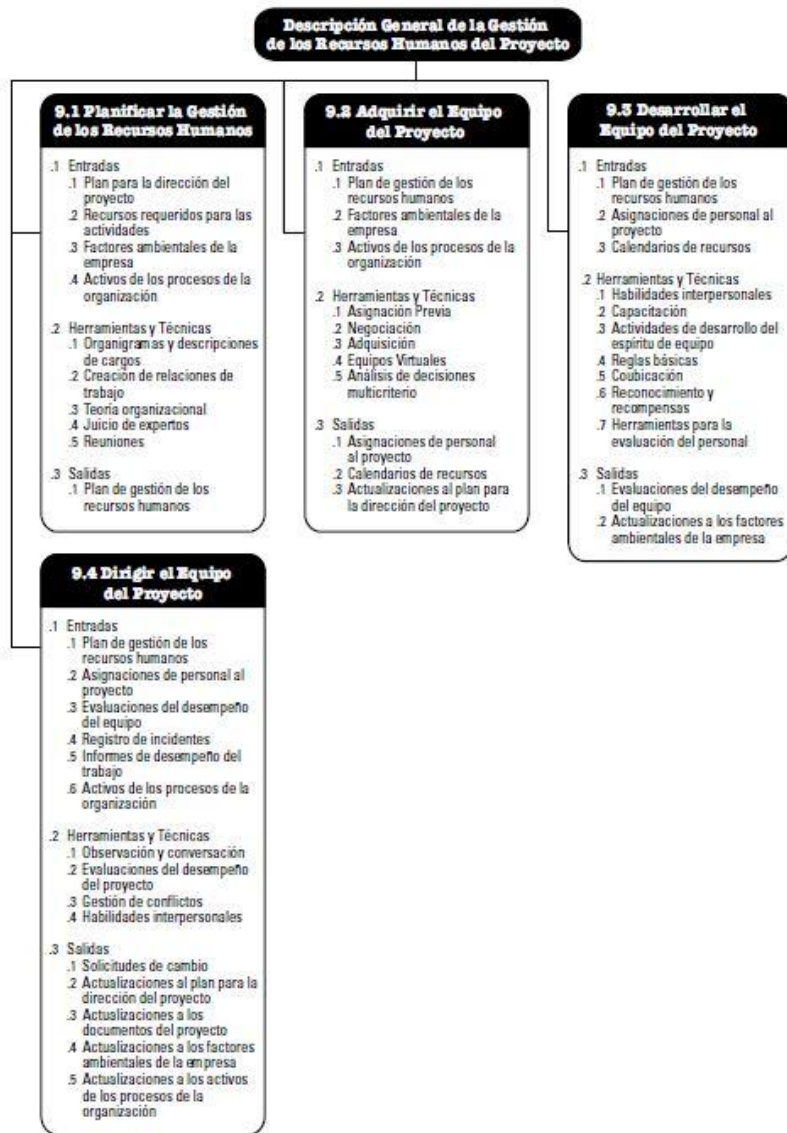 Descripción General de la Gestión
de los Recursos Humanos del Proyecto
9.1 Planificar la Gestión
de los Recursos Humanos
.1 Entradas
.1 Plan para la dirección del
proyecto
.2 Recursos requeridos para las
actividades
.3 Factores ambientales de la
empresa
.4 Activos de los procesos de la
organización
.2 Herramientas y Técnicas
.1 Organigramas y descripciones
de cargos
.2 Creación de relaciones de
trabajo
.3 Teoría organizacional
.4 Juicio de expertos
.5 Reuniones
.3 Salidas
.1 Plan de gestión de los
recursos humanos
9.2 Adquirir el Equipo
del Proyecto
.1 Entradas
.1 Plan de gestión de los
recursos humanos
.2 Factores ambientales de la
empresa
.3 Activos de los procesos de la
organización
.2 Herramientas y Técnicas
.1 Asignación Previa
.2 Negociación
.3 Adquisición
.4 Equipos Virtuales
.5 Análisis de decisiones
multicriterio
.3 Salidas
.1 Asignaciones de personal
al proyecto
.2 Calendarios de recursos
.3 Actualizaciones al plan para
la dirección del proyecto
9.3 Desarrollar el
Equipo del Proyecto
.1 Entradas
.1 Plan de gestión de los
recursos humanos
.2 Asignaciones de personal al
proyecto
.3 Calendarios de recursos
.2 Herramientas y Técnicas
.1 Habilidades interpersonales
.2 Capacitación
.3 Actividades de desarrollo del
espíritu de equipo
.4 Reglas básicas
.5 Coubicación
.6 Reconocimiento y
recompensas
.7 Herramientas para la
evaluación del personal
.3 Salidas
.1 Evaluaciones del desempeño
del equipo
.2 Actualizaciones a los factores
ambientales de la empresa
9.4 Dirigir el Equipo
del Proyecto
.1 Entradas
.1 Plan de gestión de los
recursos humanos
.2 Asignaciones de personal al
proyecto
.3 Evaluaciones del desempeño
del equipo
.4 Registro de incidentes
.5 Informes de desempeño del
trabajo
.6 Activos de los procesos de la
organización
.2 Herramientas y Técnicas
.1 Observación y conversación
.2 Evaluaciones del desempeño
del proyecto
.3 Gestión de conflictos
.4 Habilidades interpersonales
.3 Salidas
.1 Solicitudes de cambio
.2 Actualizaciones al plan para la
dirección del proyecto
.3 Actualizaciones a los
documentos del proyecto
.4 Actualizaciones a los factores
ambientales de la empresa
.5 Actualizaciones a los activos
de los procesos de la
organización